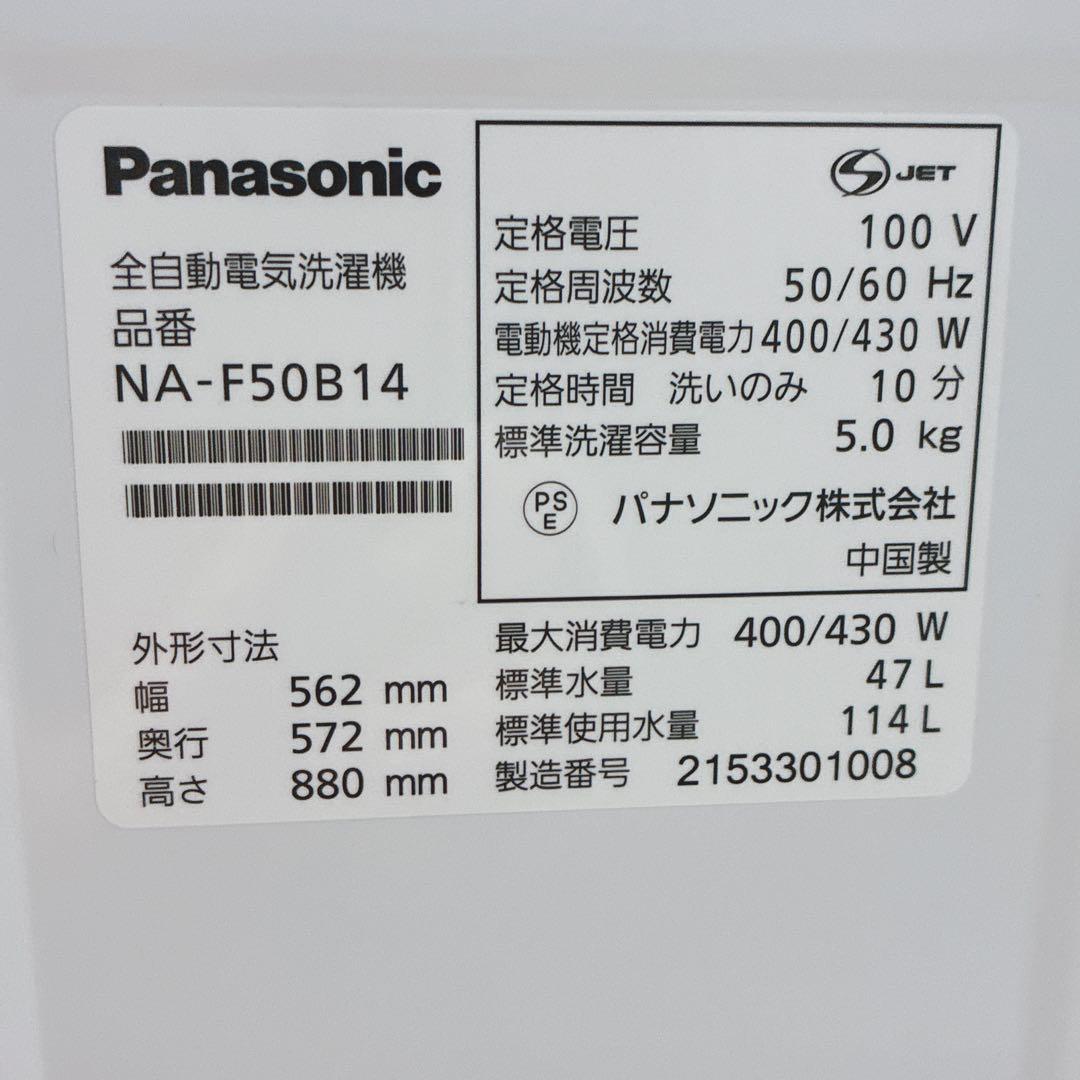 Panasonic
全自動電気洗濯機
品番
NA-F50B14
外形寸法
幅 562 mm
奥行 572 mm
高さ 880 mm
S JET
定格電圧 100 V
定格周波数 50/60 Hz
電動機定格消費電力 400/430 W
定格時間 洗いのみ 10 分
標準洗濯容量 5.0 kg
PS
E
パナソニック株式会社
中国製
最大消費電力 400/430 W
標準水量 47 L
標準使用水量 114 L
製造番号 2153301008